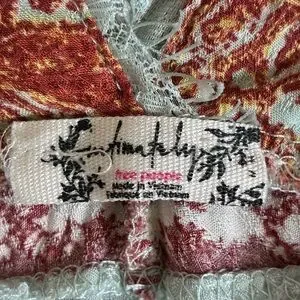 intimately
free people
Made in Vietnam
Fabriqué au Vietnam